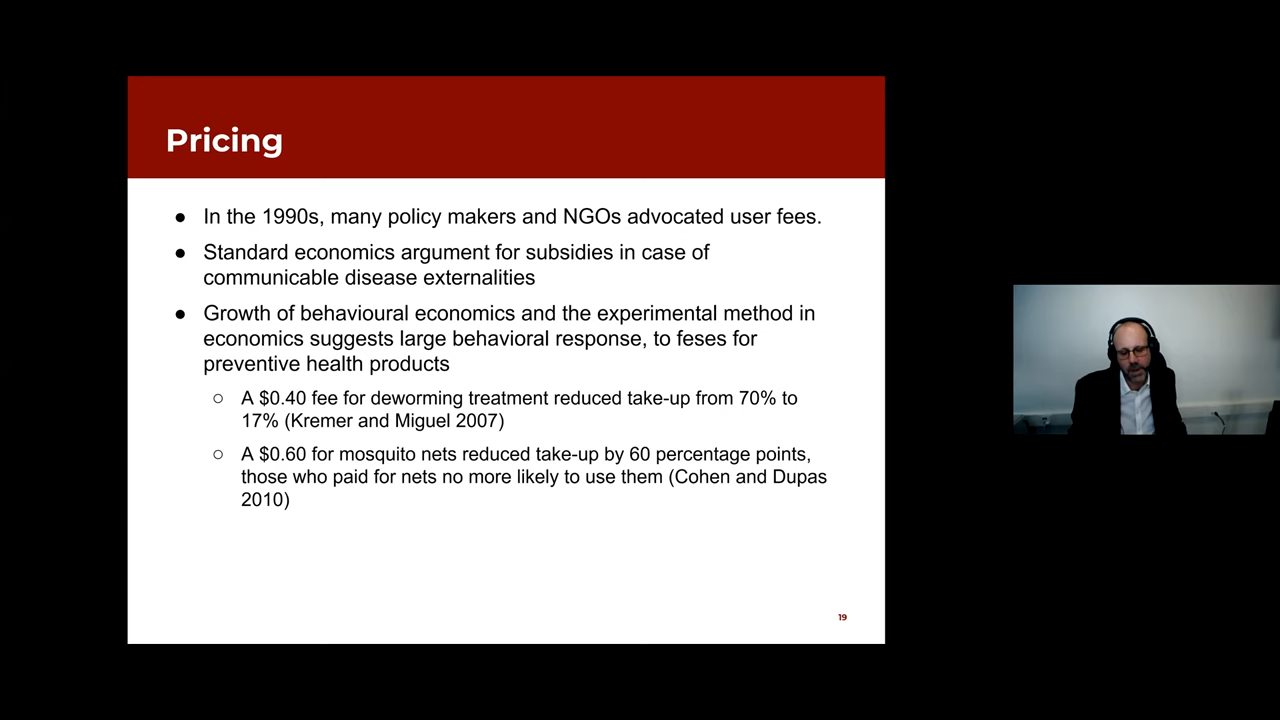 Pricing
● In the 1990s, many policy makers and NGOs advocated user fees.
● Standard economics argument for subsidies in case of
communicable disease externalities
● Growth of behavioural economics and the experimental method in
economics suggests large behavioral response, to feses for
preventive health products
○ A $0.40 fee for deworming treatment reduced take-up from 70% to
17% (Kremer and Miguel 2007)
○ A $0.60 for mosquito nets reduced take-up by 60 percentage points,
those who paid for nets no more likely to use them (Cohen and Dupas
2010)
19